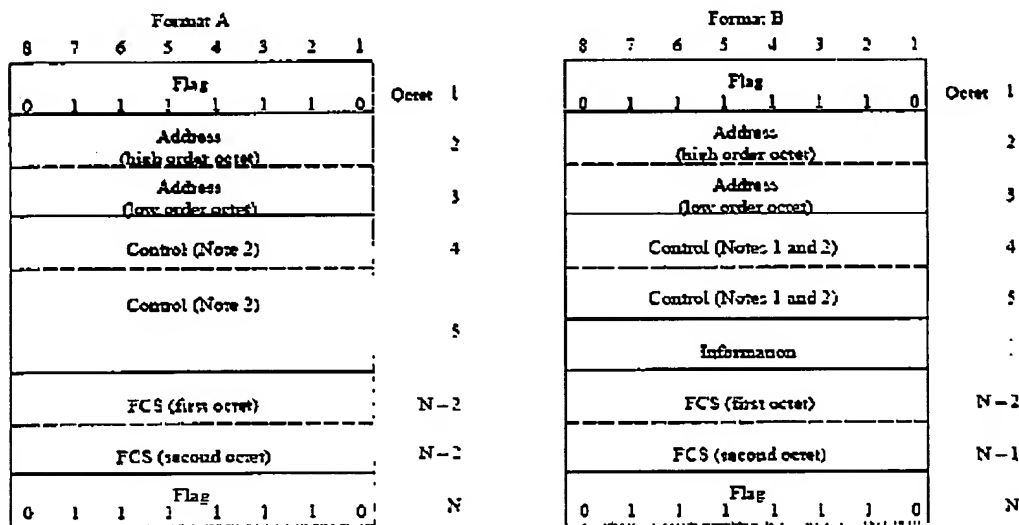 Format A
8 7 6 5 4 3 2 1
Flag
0 1 1 1 1 1 1 0
Octet 1
Address
(high order octet)
2
Address
(low order octet)
3
Control (Note 2)
4
Control (Note 2)
5
FCS (first octet)
N-2
FCS (second octet)
N-2
Flag
0 1 1 1 1 1 1 0
N
Format B
8 7 6 5 4 3 2 1
Flag
0 1 1 1 1 1 1 0
Octet 1
Address
(high order octet)
2
Address
(low order octet)
3
Control (Notes 1 and 2)
4
Control (Notes 1 and 2)
5
Information
FCS (first octet)
N-2
FCS (second octet)
N-1
Flag
0 1 1 1 1 1 1 0
N